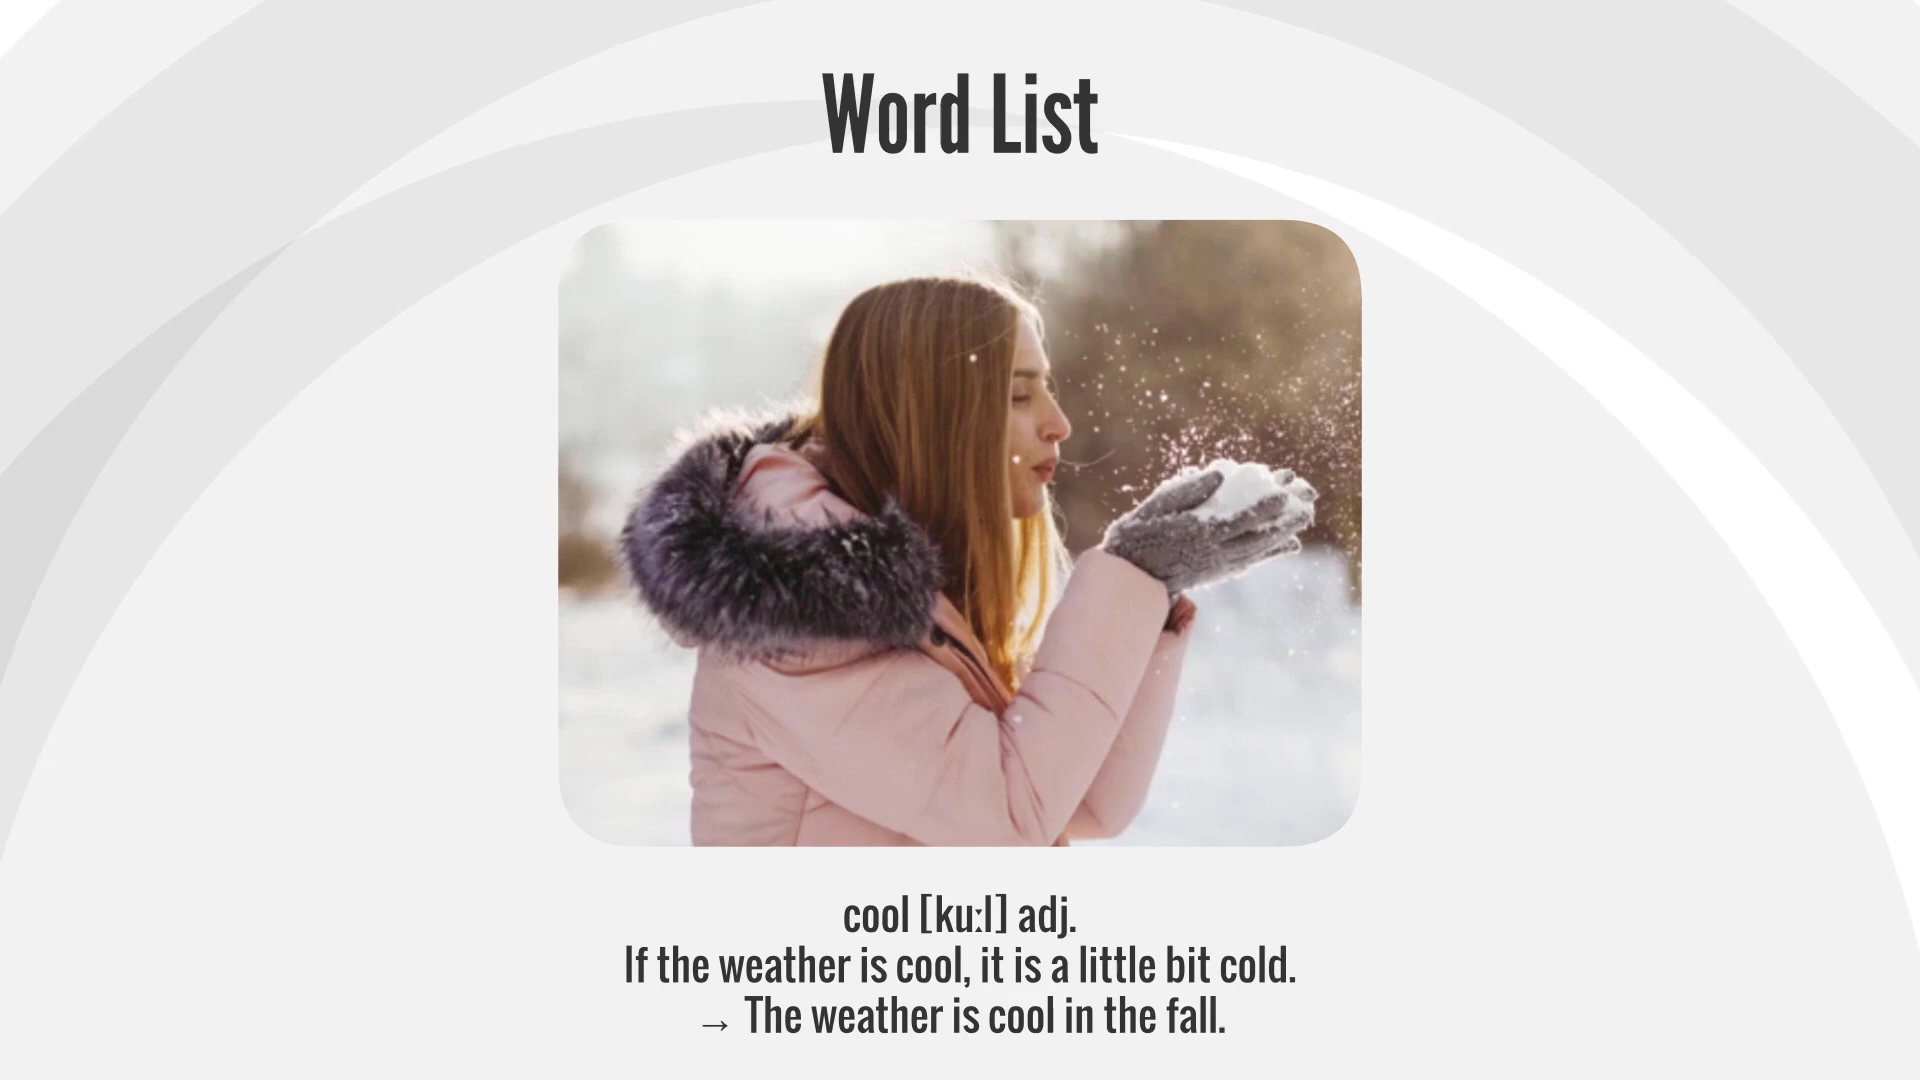 Word List
cool [kuːl] adj.
If the weather is cool, it is a little bit cold.
→ The weather is cool in the fall.